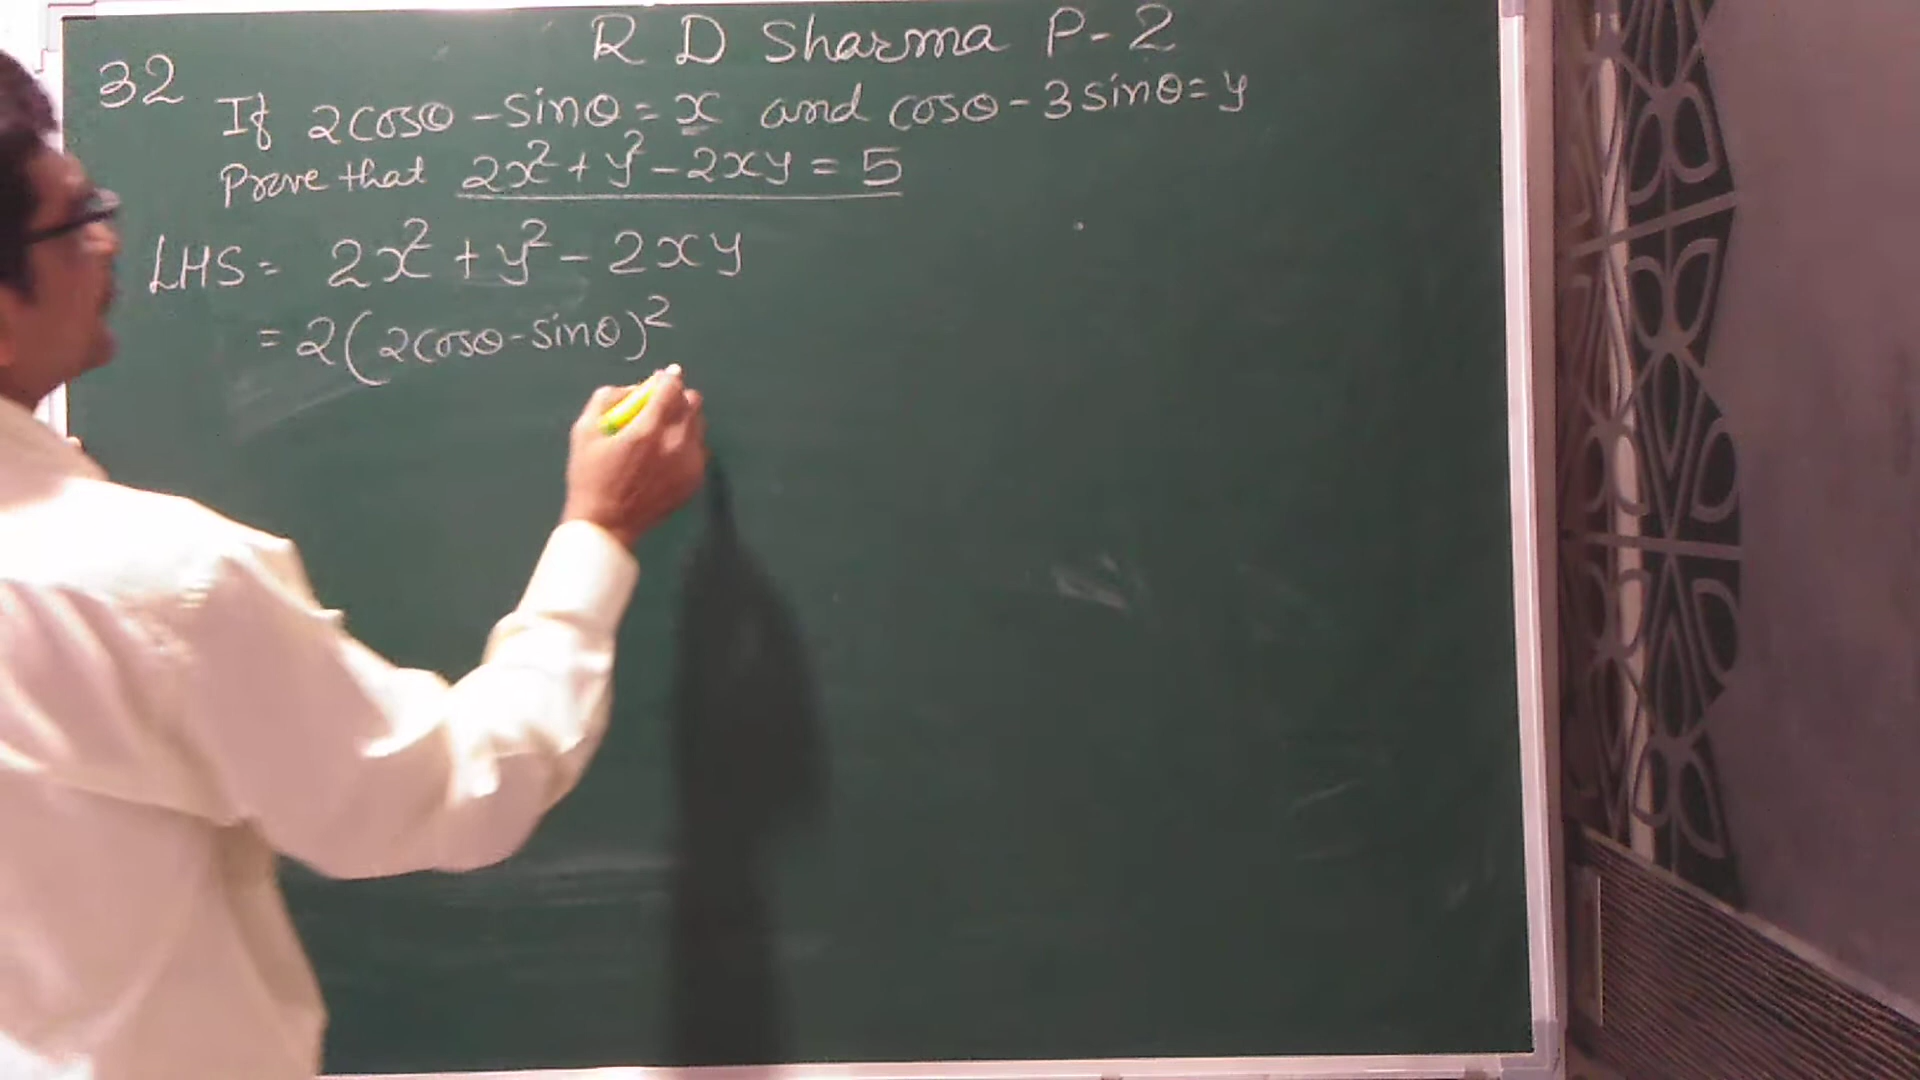 R D Sharma P-2
32
If 2cosθ - sinθ = x and cosθ - 3sinθ = y
Prove that 2x² + y² - 2xy = 5
LHS = 2x² + y² - 2xy
= 2(2cosθ - sinθ)²